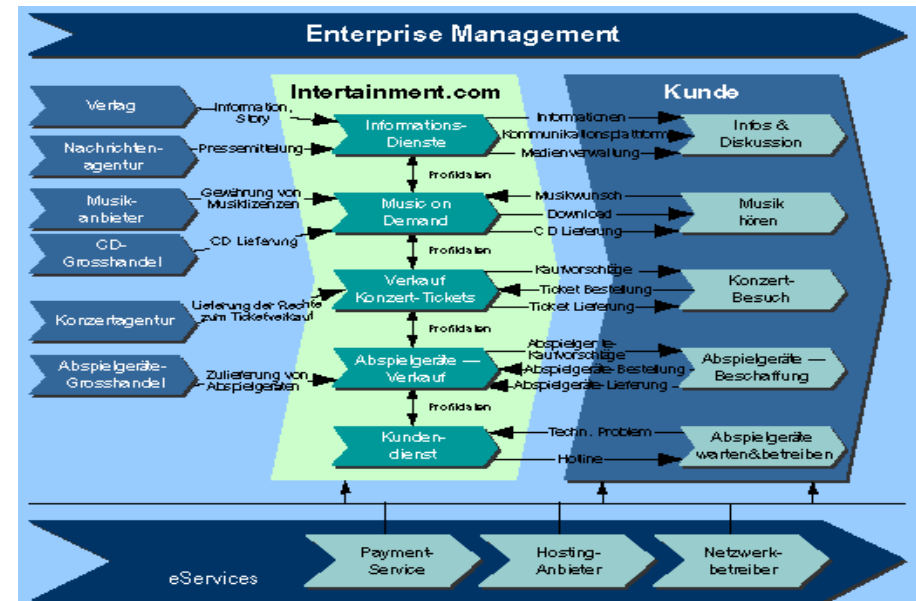 Enterprise Management
Intertainment.com
Kunde
Verlag
Information,
Story
Informations-
Dienste
Informationen
Kommunikationsplattform
Medienverwaltung
Infos &
Diskussion
Nachrichten-
agentur
Pressemitteilung
Profildaten
Musik-
anbieter
Gewährung von
Musiklizenzen
Music on
Demand
Musikwunsch
Download
CD Lieferung
Musik
hören
CD-
Grosshandel
CD Lieferung
Profildaten
Konzertagentur
Lieferung der Rechte
zum Ticketverkauf
Verkauf
Konzert-Tickets
Kaufvorschläge
Ticket Bestellung
Ticket Lieferung
Konzert-
Besuch
Profildaten
Abspielgeräte-
Grosshandel
Zulieferung von
Abspielgeräten
Abspielgeräte —
Verkauf
Abspielgeräte-
Kaufvorschläge
Abspielgeräte-Bestellung
Abspielgeräte-Lieferung
Abspielgeräte —
Beschaffung
Profildaten
Kunden-
dienst
Techn. Problem
Hotline
Abspielgeräte
warten&betreiben
eServices
Payment-
Service
Hosting-
Anbieter
Netzwerk-
betreiber